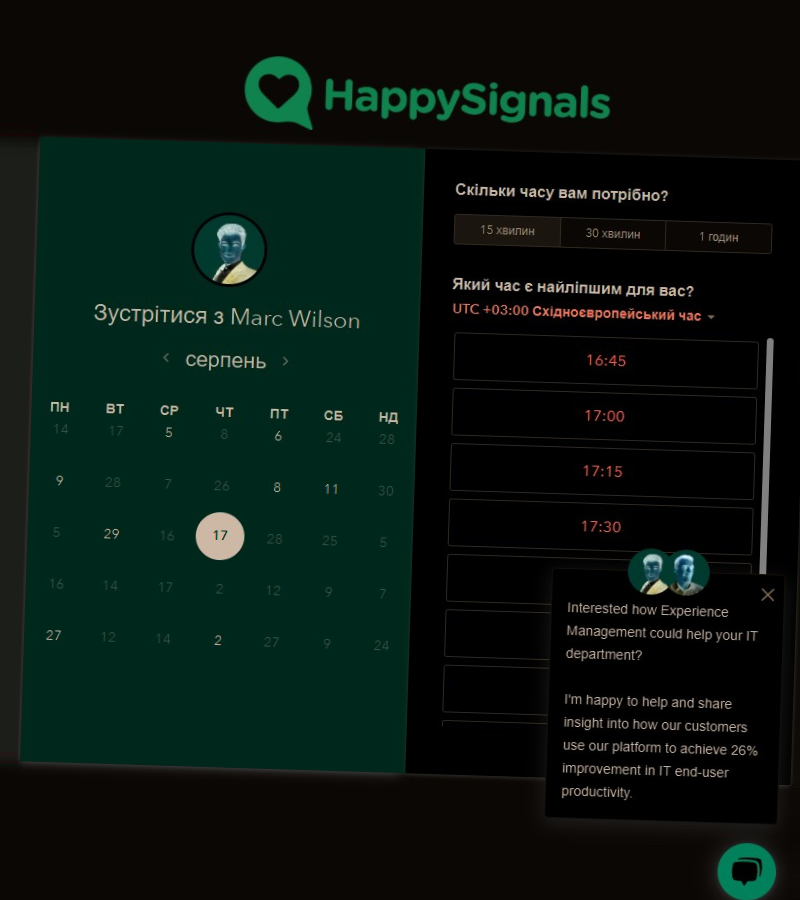 HappySignals
Зустрітися з Marc Wilson
серпень
ПН ВТ СР ЧТ ПТ СБ НД
14 17 5 8 6 24 28
9 28 7 26 8 11 30
5 29 16 17 28 25 5
16 14 17 2 12 9 7
27 12 14 2 27 9 24
Скільки часу вам потрібно?
15 хвилин 30 хвилин 1 годин
Який час є найліпшим для вас?
UTC +03:00 Східноєвропейський час
16:45
17:00
17:15
17:30
Interested how Experience
Management could help your IT
department?
I'm happy to help and share
insight into how our customers
use our platform to achieve 26%
improvement in IT end-user
productivity.